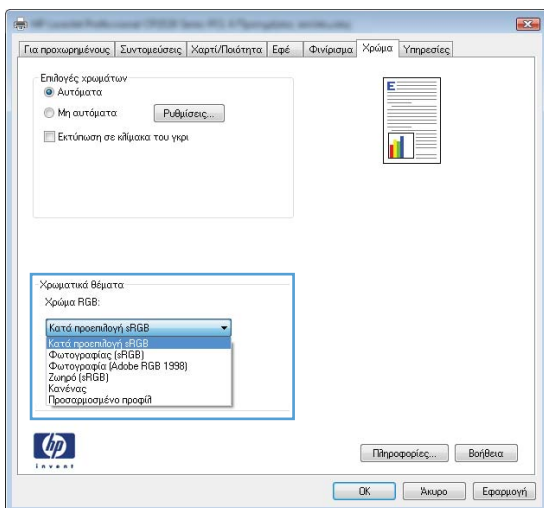 Για προχωρημένους Συντομεύσεις Χαρτί/Ποιότητα Εφέ Φινίρισμα Χρώμα Υπηρεσίες
Επιλογές χρωμάτων
Αυτόματα
Μη αυτόματα Ρυθμίσεις...
Εκτύπωση σε κλίμακα του γκρι
E
Χρωματικά θέματα
Χρώμα RGB:
Κατά προεπιλογή sRGB
Κατά προεπιλογή sRGB
Φωτογραφίας (sRGB)
Φωτογραφία (Adobe RGB 1998)
Ζωηρό (sRGB)
Κανένας
Προσαρμοσμένο προφίλ
hp
invent
Πληροφορίες... Βοήθεια
OK Άκυρο Εφαρμογή